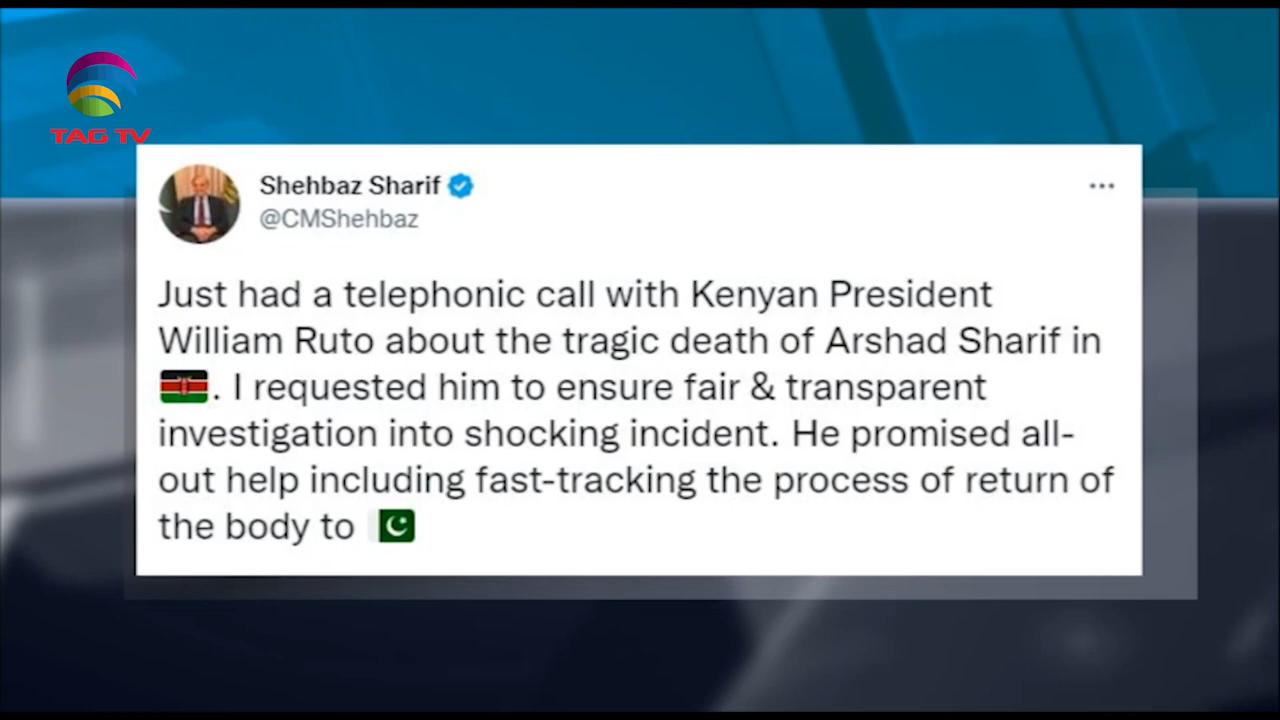 TAG TV
Shehbaz Sharif
@CMShehbaz
Just had a telephonic call with Kenyan President
William Ruto about the tragic death of Arshad Sharif in
🇰🇪. I requested him to ensure fair & transparent
investigation into shocking incident. He promised all-
out help including fast-tracking the process of return of
the body to 🇵🇰